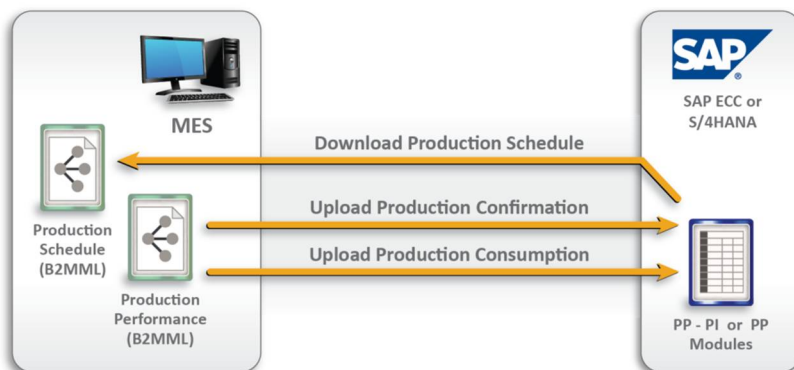 MES
Production
Schedule
(B2MML)
Production
Performance
(B2MML)
Download Production Schedule
Upload Production Confirmation
Upload Production Consumption
SAP®
SAP ECC or
S/4HANA
PP - PI or PP
Modules